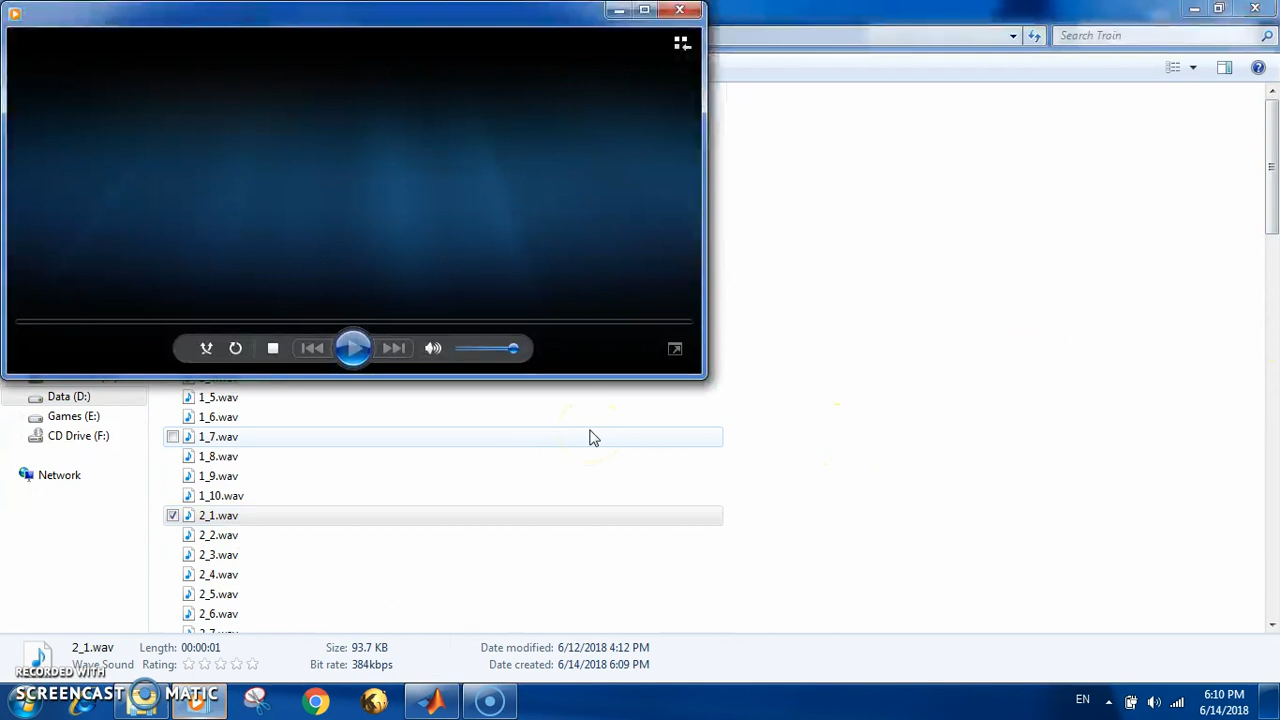 Search Train
1_5.wav
Data (D:)
1_6.wav
Games (E:)
1_7.wav
CD Drive (F:)
1_8.wav
1_9.wav
Network
1_10.wav
2_1.wav
2_2.wav
2_3.wav
2_4.wav
2_5.wav
2_6.wav
2_1.wav Length: 00:00:01 Size: 93.7 KB Date modified: 6/12/2018 4:12 PM
Wave Sound Rating: Bit rate: 384kbps Date created: 6/14/2018 6:09 PM
RECORDED WITH
SCREENCAST MATIC
EN
6:10 PM
6/14/2018